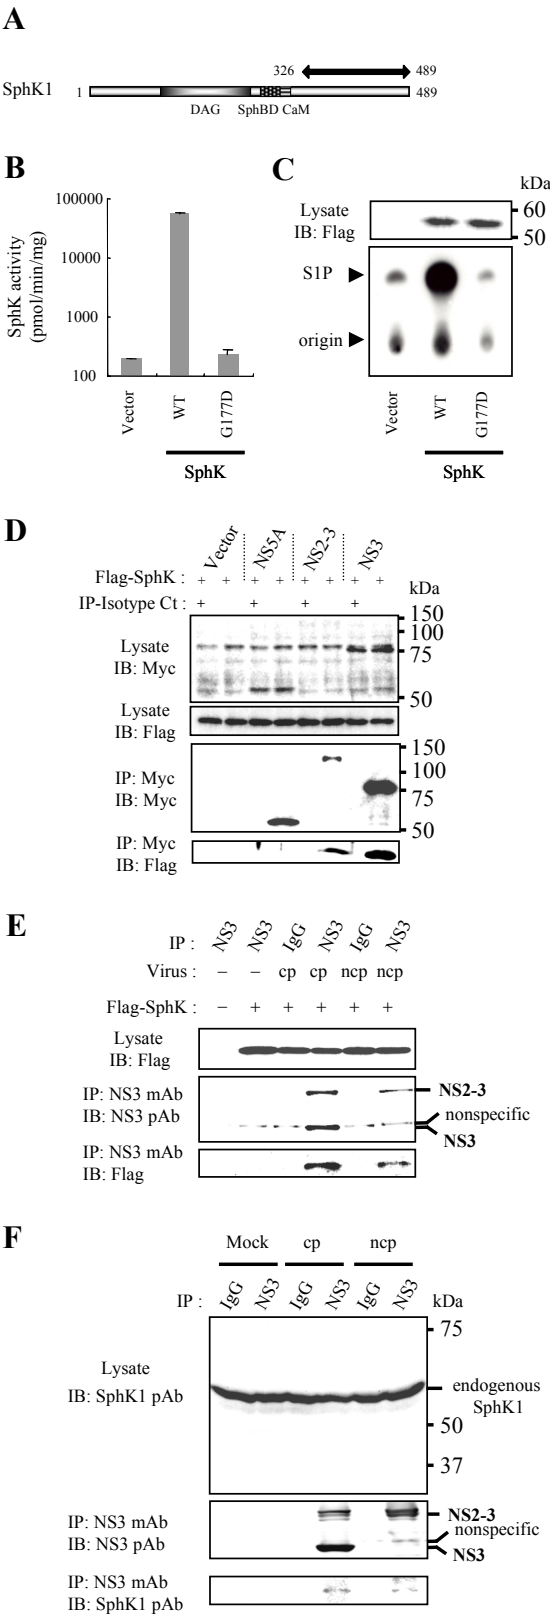 A
326 489
SphK1 1 489
DAG SphBD CaM
B
SphK activity
(pmol/min/mg)
100000
10000
1000
100
Vector
WT
G177D
SphK
C
kDa
Lysate
IB: Flag
60
50
S1P
origin
Vector
WT
G177D
SphK
D
Vector NS5A NS2-3 NS3
Flag-SphK : + + + + + + + +
IP-Isotype Ct : + + + +
kDa
Lysate
IB: Myc
150
100
75
50
Lysate
IB: Flag
IP: Myc
IB: Myc
150
100
75
50
IP: Myc
IB: Flag
E
IP : NS3 NS3 IgG NS3 IgG NS3
Virus : – – cp cp ncp ncp
Flag-SphK : – + + + + +
Lysate
IB: Flag
IP: NS3 mAb
IB: NS3 pAb
NS2-3
nonspecific
NS3
IP: NS3 mAb
IB: Flag
F
Mock cp ncp
IP : IgG NS3 IgG NS3 IgG NS3
kDa
Lysate
IB: SphK1 pAb
75
endogenous
SphK1
50
37
IP: NS3 mAb
IB: NS3 pAb
NS2-3
nonspecific
NS3
IP: NS3 mAb
IB: SphK1 pAb